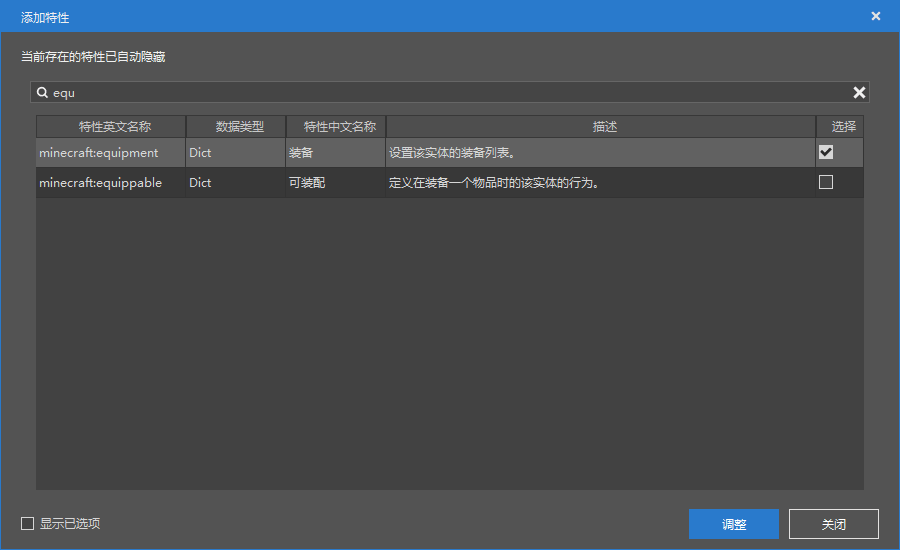 添加特性
当前存在的特性已自动隐藏
equ
特性英文名称 数据类型 特性中文名称 描述 选择
minecraft:equipment Dict 装备 设置该实体的装备列表。
minecraft:equippable Dict 可装配 定义在装备一个物品时的该实体的行为。
显示已选项 调整 关闭